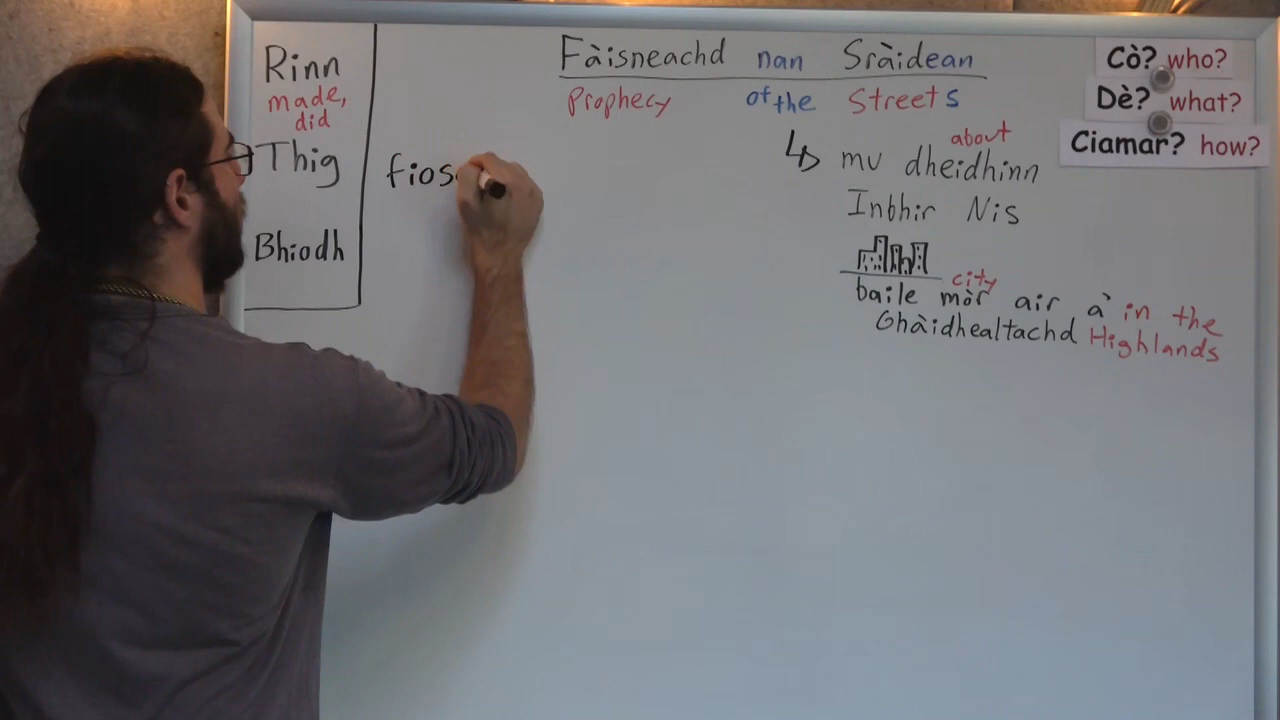 Rinn
made,
did
Thig
Bhiodh
fios
Fàisneachd nan Sràidean
Prophecy of the Streets
↳ mu dheidhinn
about
Inbhir Nis
city
baile mòr air a' in the
Ghàidhealtachd Highlands
Cò? who?
Dè? what?
Ciamar? how?